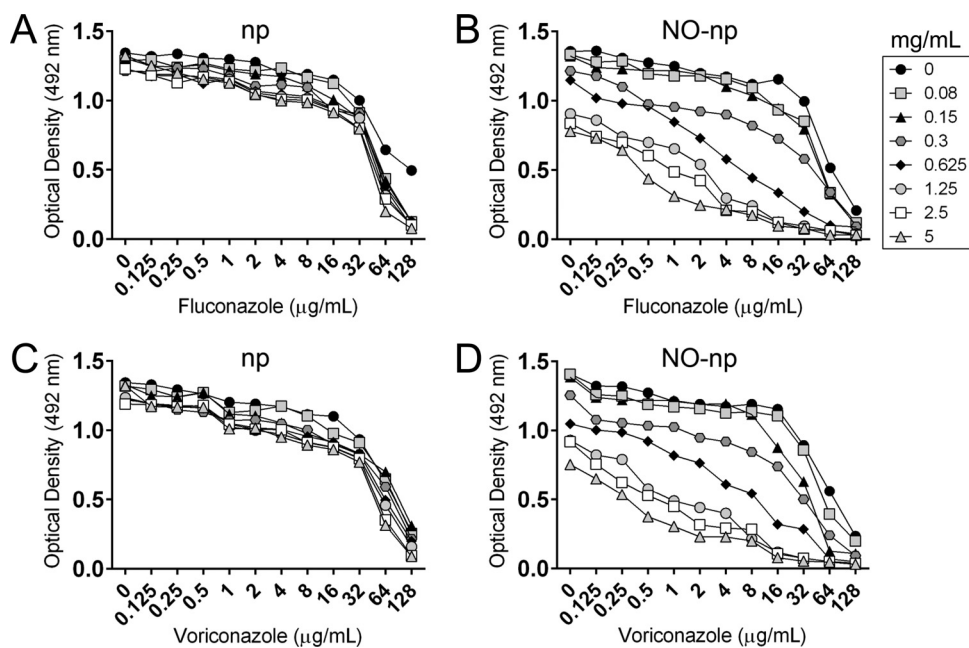 A
np
Optical Density (492 nm)
1.5
1.0
0.5
0.0
0 0.125 0.25 0.5 1 2 4 8 16 32 64 128
Fluconazole (µg/mL)
B
NO-np
Optical Density (492 nm)
1.5
1.0
0.5
0.0
0 0.125 0.25 0.5 1 2 4 8 16 32 64 128
Fluconazole (µg/mL)
mg/mL
0
0.08
0.15
0.3
0.625
1.25
2.5
5
C
np
Optical Density (492 nm)
1.5
1.0
0.5
0.0
0 0.125 0.25 0.5 1 2 4 8 16 32 64 128
Voriconazole (µg/mL)
D
NO-np
Optical Density (492 nm)
1.5
1.0
0.5
0.0
0 0.125 0.25 0.5 1 2 4 8 16 32 64 128
Voriconazole (µg/mL)